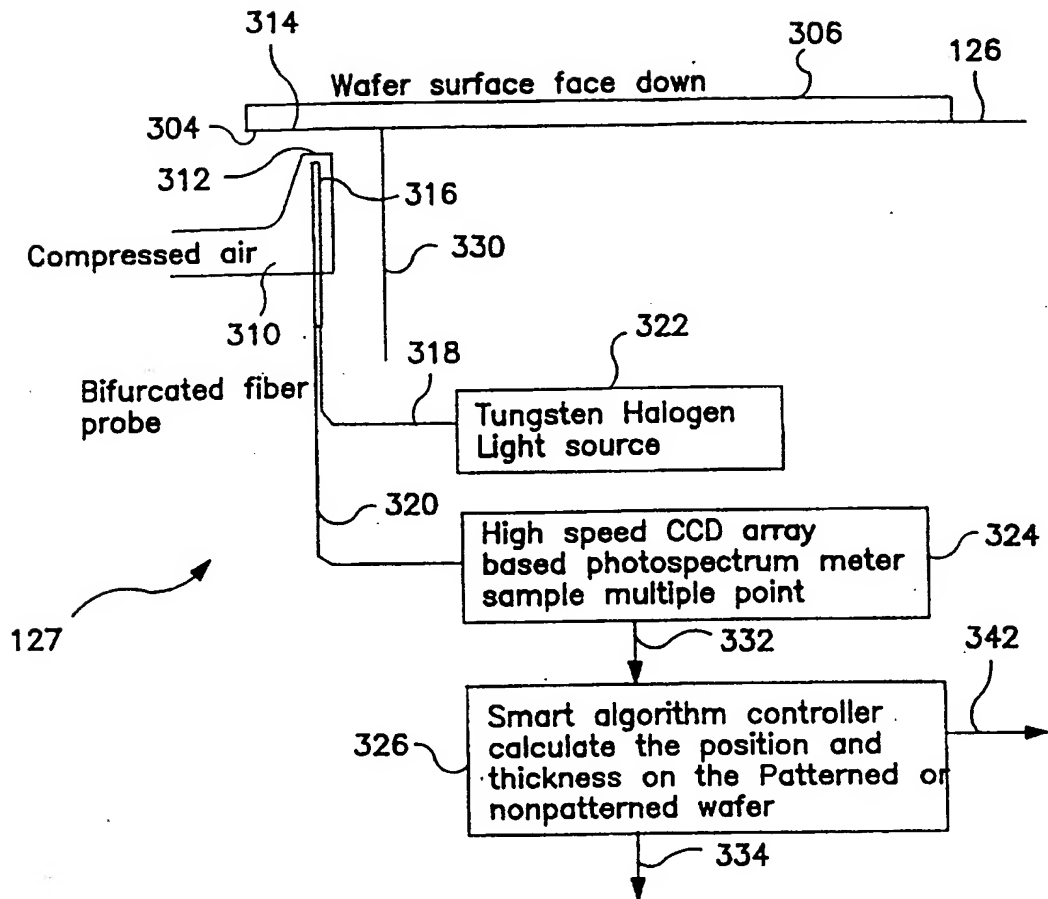 314
306
126
Wafer surface face down
304
312
316
Compressed air
330
310
322
318
Bifurcated fiber
probe
Tungsten Halogen
Light source
320
High speed CCD array
based photospectrum meter
sample multiple point
324
127
332
342
Smart algorithm controller
calculate the position and
thickness on the Patterned or
nonpatterned wafer
326
334